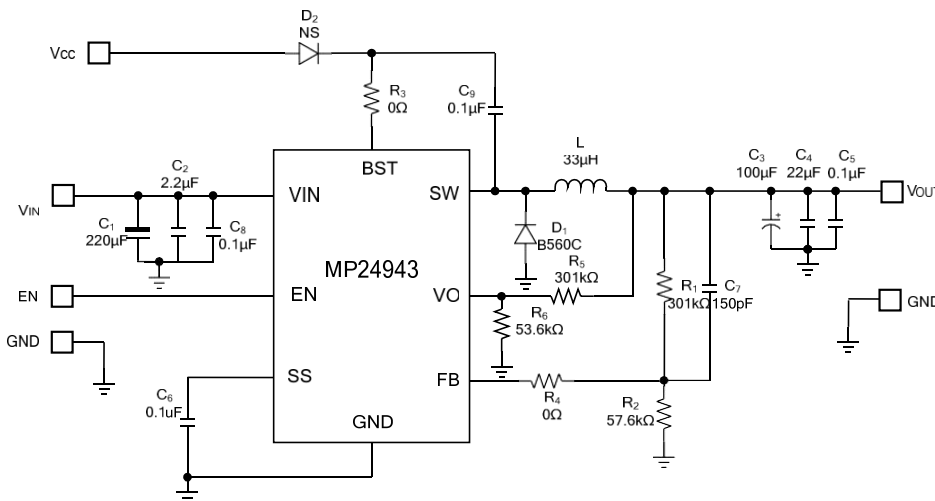 D2
NS
Vcc
R3
0Ω
C9
0.1µF
BST
L
33µH
C3
100µF
C4
22µF
C5
0.1µF
C2
2.2µF
VIN
VIN
SW
VOUT
C1
220µF
C8
0.1µF
D1
B560C
MP24943
R5
301kΩ
EN
EN
VO
R1
301kΩ
C7
150pF
GND
R6
53.6kΩ
GND
SS
FB
C6
0.1uF
R4
0Ω
R2
57.6kΩ
GND